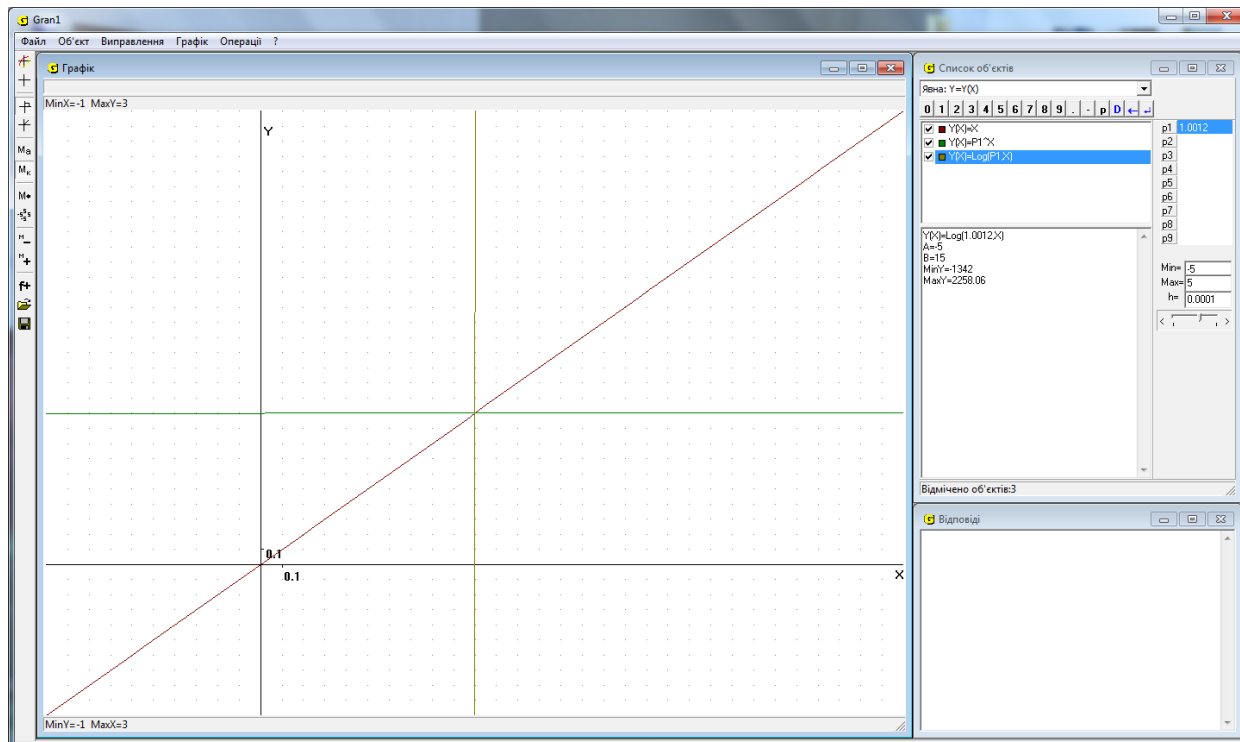 Gran1
Файл Об'єкт Виправлення Графік Операції ?
Графік
MinX=-1 MaxY=3
Y
0.1
0.1
X
MinY=-1 MaxX=3
Ma
Mк
M
-s s s
M
M
f+
Список об'єктів
Явна: Y=Y(X)
0 1 2 3 4 5 6 7 8 9 . - p D
Y(X)=X
Y(X)=P1^X
Y(X)=Log(P1,X)
p1 1.0012
p2
p3
p4
p5
p6
p7
p8
p9
Y(X)=Log(1.0012,X)
A=-5
B=15
MinY=-1342
MaxY=2258.06
Min= -5
Max= 5
h= 0.0001
Відмічено об'єктів:3
Відповіді